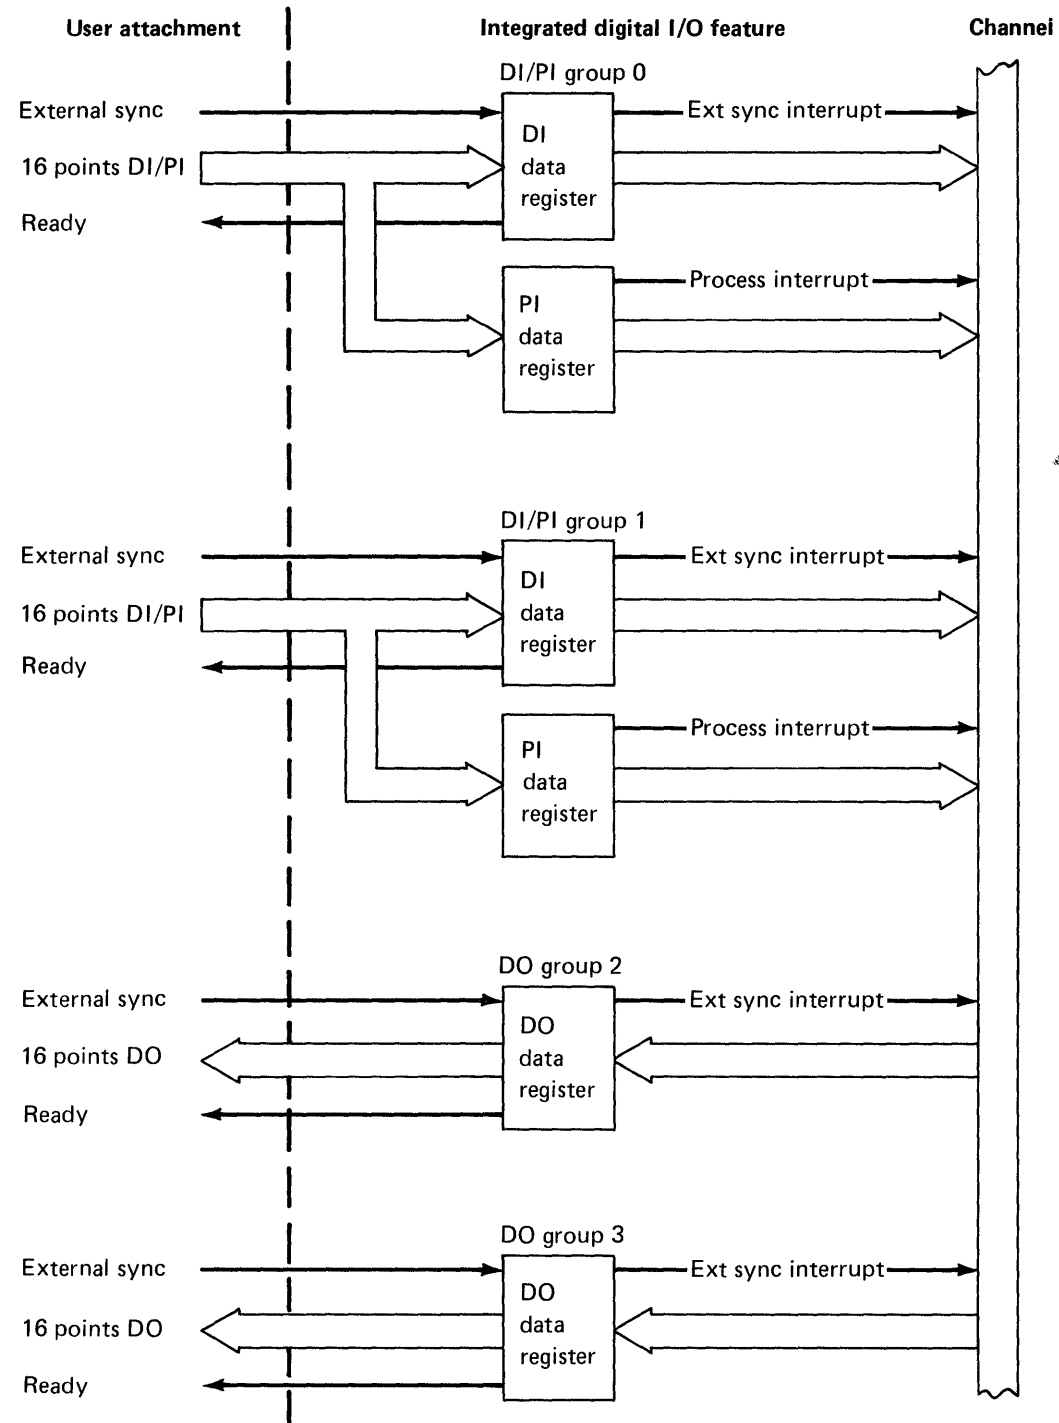 User attachment
Integrated digital I/O feature
Channel
DI/PI group 0
External sync
Ext sync interrupt
DI
16 points DI/PI
data
register
Ready
Process interrupt
PI
data
register
DI/PI group 1
External sync
Ext sync interrupt
DI
16 points DI/PI
data
register
Ready
Process interrupt
PI
data
register
DO group 2
External sync
Ext sync interrupt
DO
16 points DO
data
register
Ready
DO group 3
External sync
Ext sync interrupt
DO
16 points DO
data
register
Ready